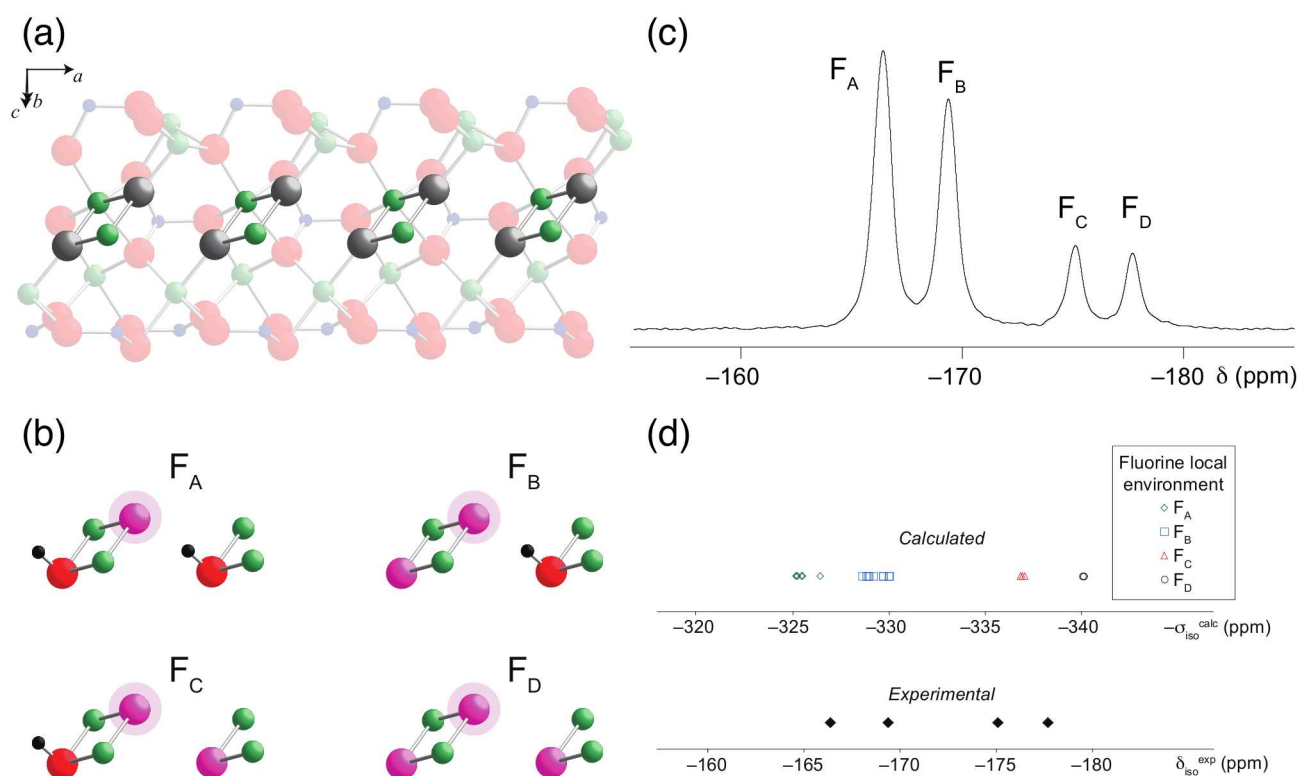 (a)
a
b
c
(c)
F_A
F_B
F_C
F_D
–160
–170
–180
δ (ppm)
(b)
F_A
F_B
F_C
F_D
(d)
Fluorine local
environment
F_A
F_B
F_C
F_D
Calculated
–320
–325
–330
–335
–340
–σ_iso^calc (ppm)
Experimental
–160
–165
–170
–175
–180
δ_iso^exp (ppm)